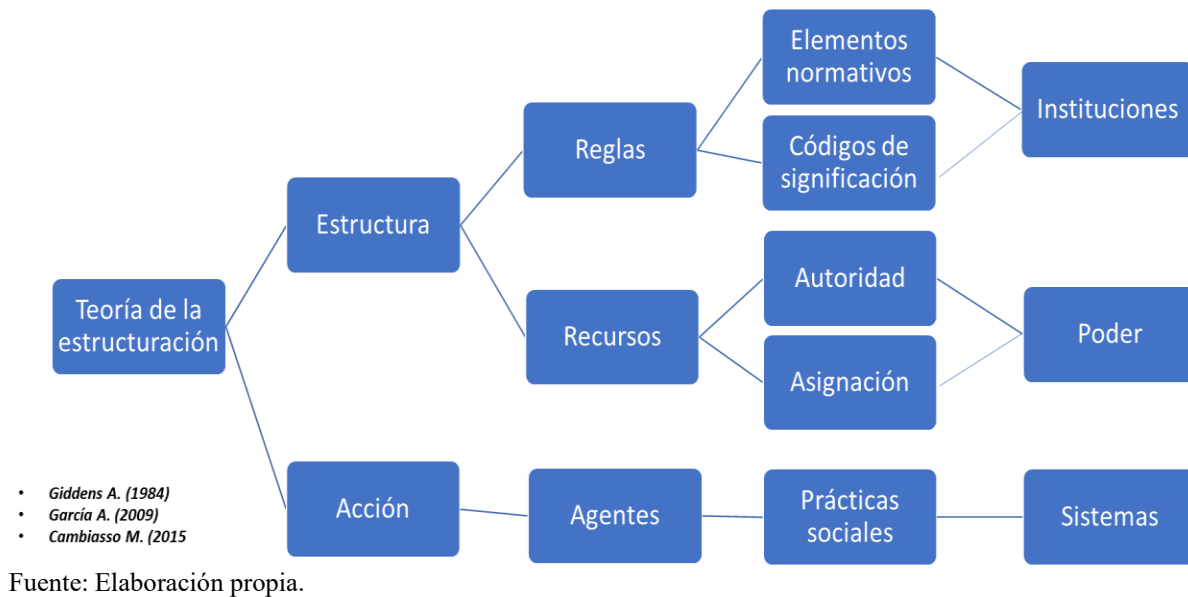 Elementos
normativos
Instituciones
Reglas
Códigos de
significación
Estructura
Autoridad
Teoría de la
estructuración
Recursos
Poder
Asignación
Acción
Agentes
Prácticas
sociales
Sistemas
• Giddens A. (1984)
• García A. (2009)
• Cambiasso M. (2015
Fuente: Elaboración propia.